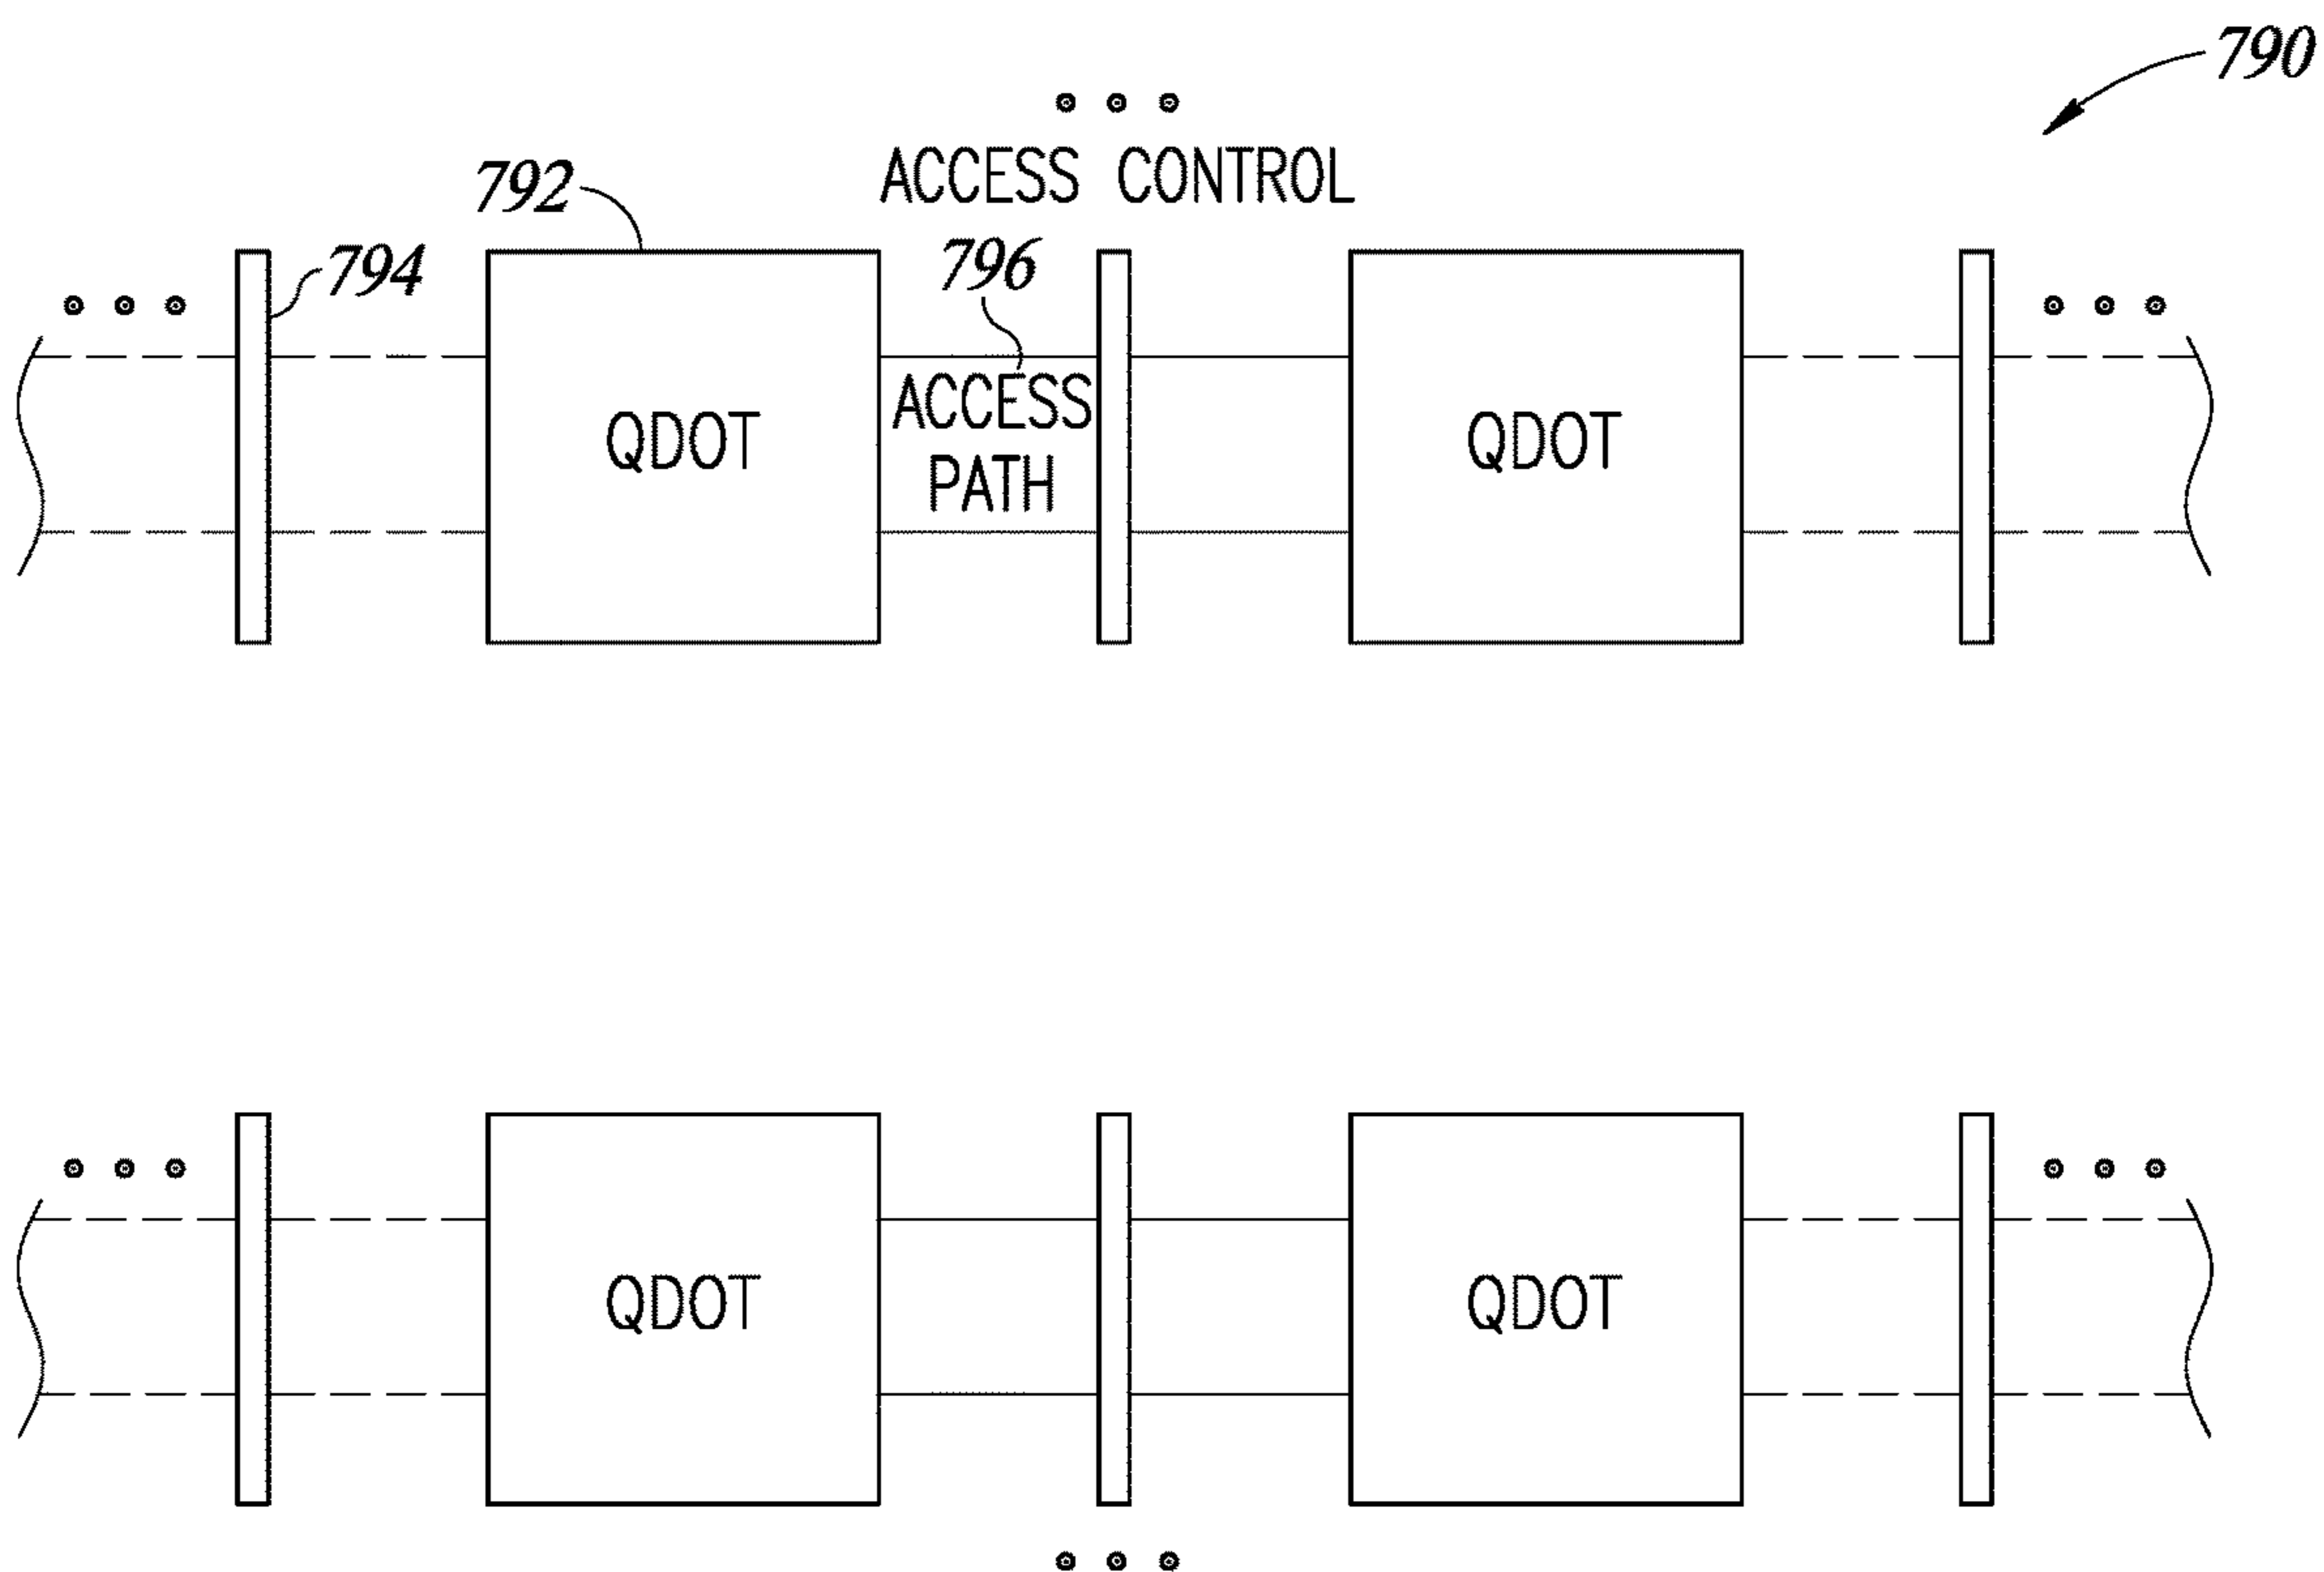 790
ACCESS CONTROL
792
794
796
QDOT
ACCESS
PATH
QDOT
QDOT
QDOT